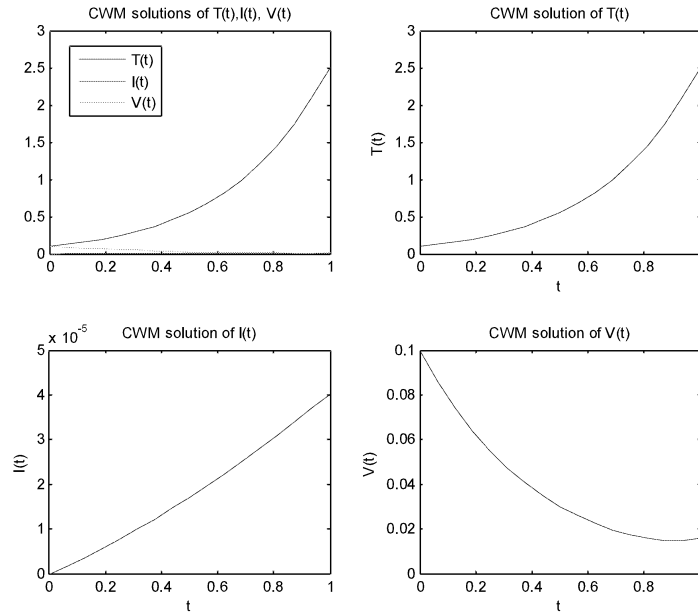 CWM solutions of T(t),I(t), V(t)
3
2.5
2
1.5
1
0.5
0
T(t)
I(t)
V(t)
0 0.2 0.4 0.6 0.8 1
CWM solution of T(t)
3
2.5
2
1.5
1
0.5
0
T(t)
0 0.2 0.4 0.6 0.8
t
CWM solution of I(t)
x 10-5
5
4
3
2
1
0
I(t)
0 0.2 0.4 0.6 0.8 1
t
CWM solution of V(t)
0.1
0.08
0.06
0.04
0.02
0
V(t)
0 0.2 0.4 0.6 0.8
t